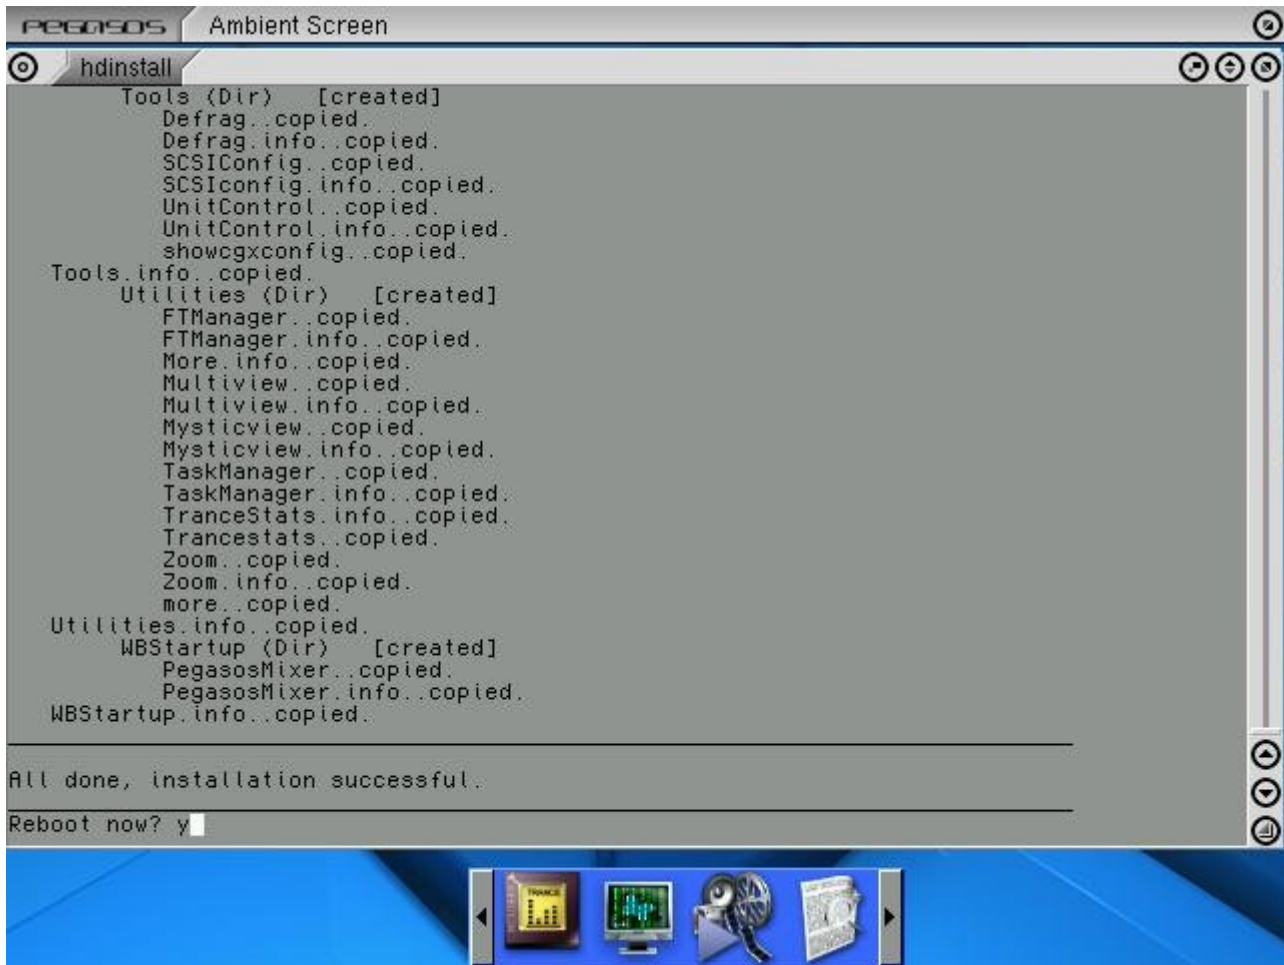 PEGASOS Ambient Screen
hdinstall
Tools (Dir) [created]
Defrag..copied.
Defrag.info..copied.
SCSIConfig..copied.
SCSIconfig.info..copied.
UnitControl..copied.
UnitControl.info..copied.
showcgxconfig..copied.
Tools.info..copied.
Utilities (Dir) [created]
FTManager..copied.
FTManager.info..copied.
More.info..copied.
Multiview..copied.
Multiview.info..copied.
Mysticview..copied.
Mysticview.info..copied.
TaskManager..copied.
TaskManager.info..copied.
TranceStats.info..copied.
Trancestats..copied.
Zoom..copied.
Zoom.info..copied.
more..copied.
Utilities.info..copied.
WBStartup (Dir) [created]
PegasosMixer..copied.
PegasosMixer.info..copied.
WBStartup.info..copied.
All done, installation successful.
Reboot now? y
TRANCE